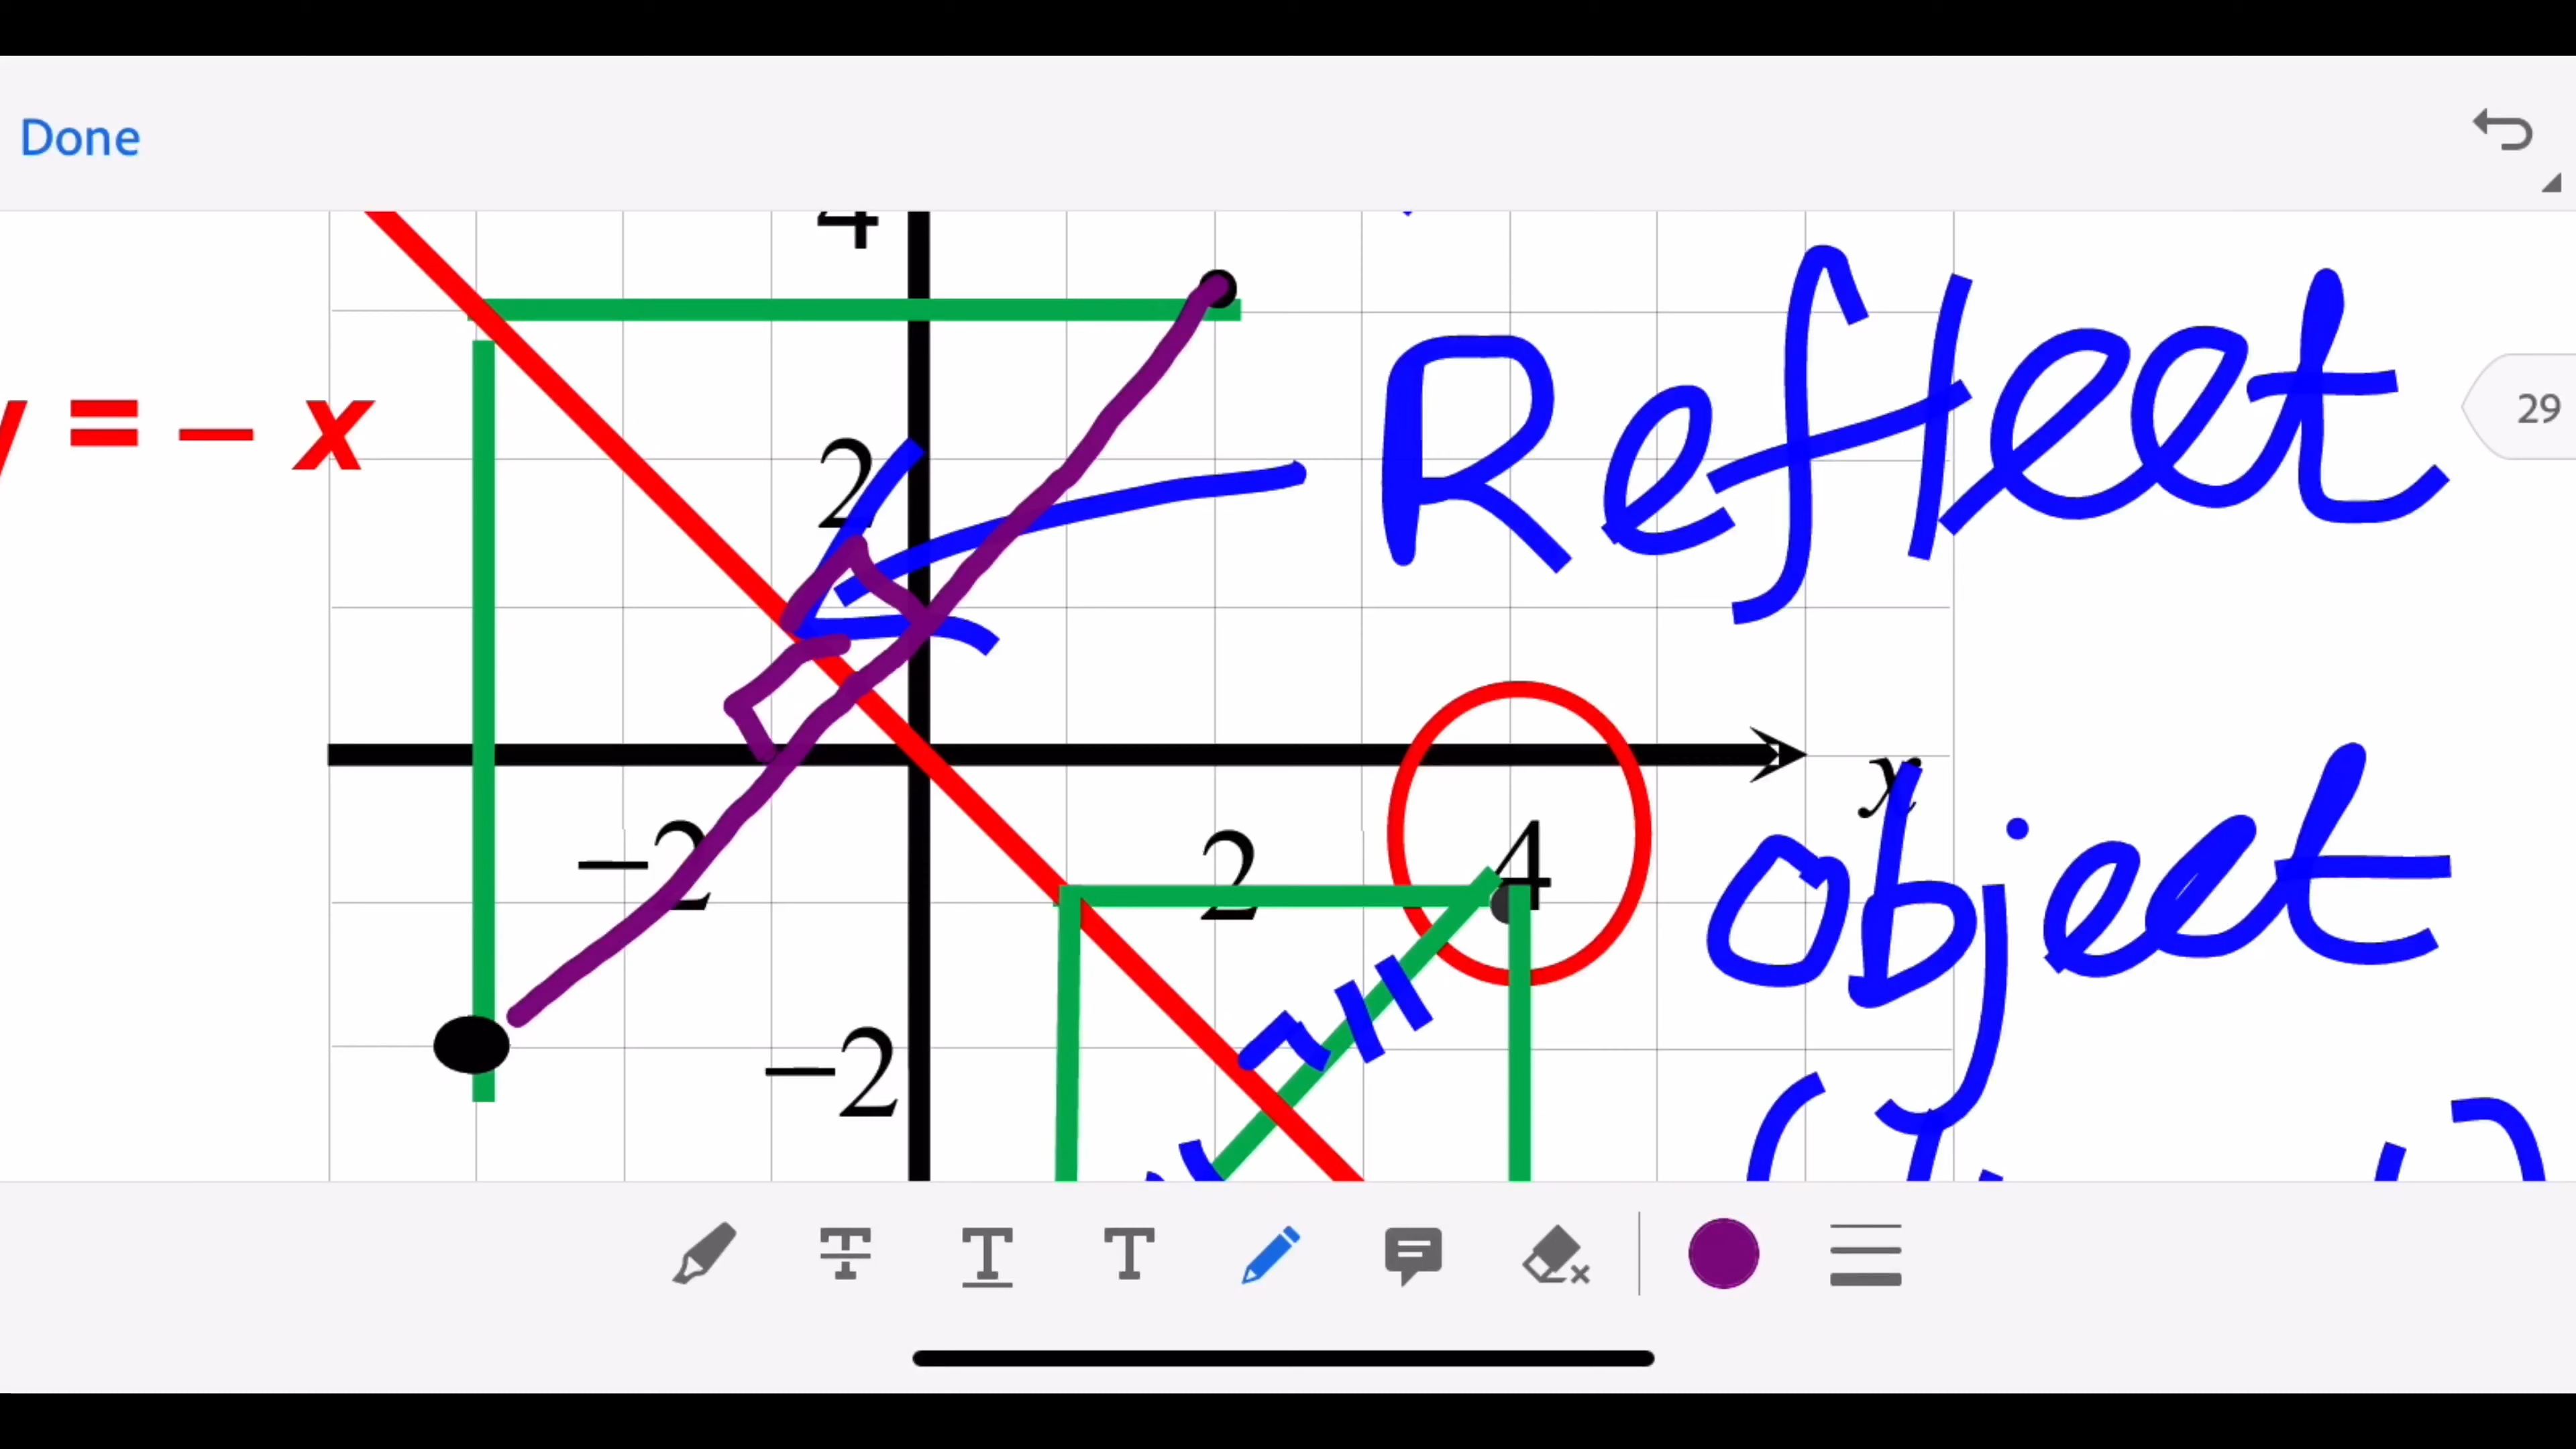 Done
4
y = – x
Reflect
29
2
x
–2
2
4
object
–2